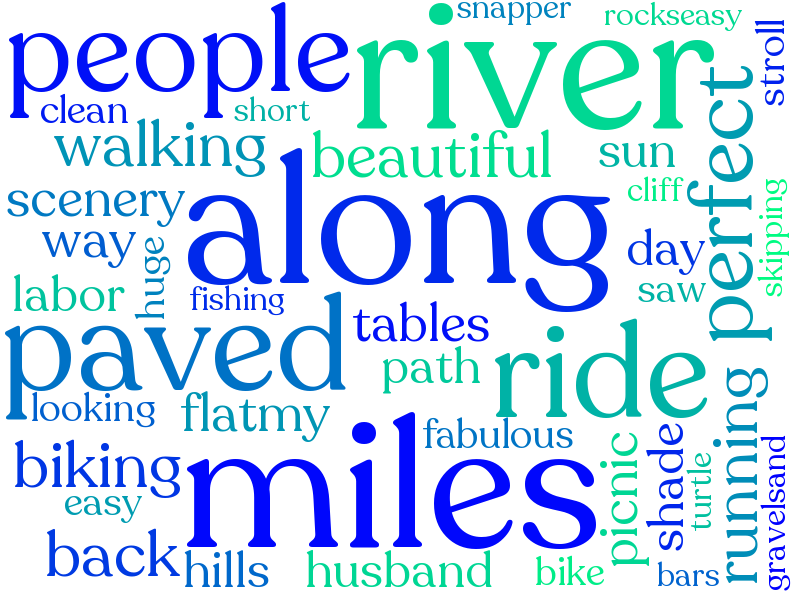 snapper
rockseasy
people
river
stroll
clean
short
perfect
walking
beautiful
sun
along
scenery
cliff
skipping
way
huge
day
labor
fishing
saw
paved
tables
path
ride
looking
flatmy
fabulous
running
miles
biking
picnic
shade
turtle
gravelsand
easy
back
hills
husband
bike
bars